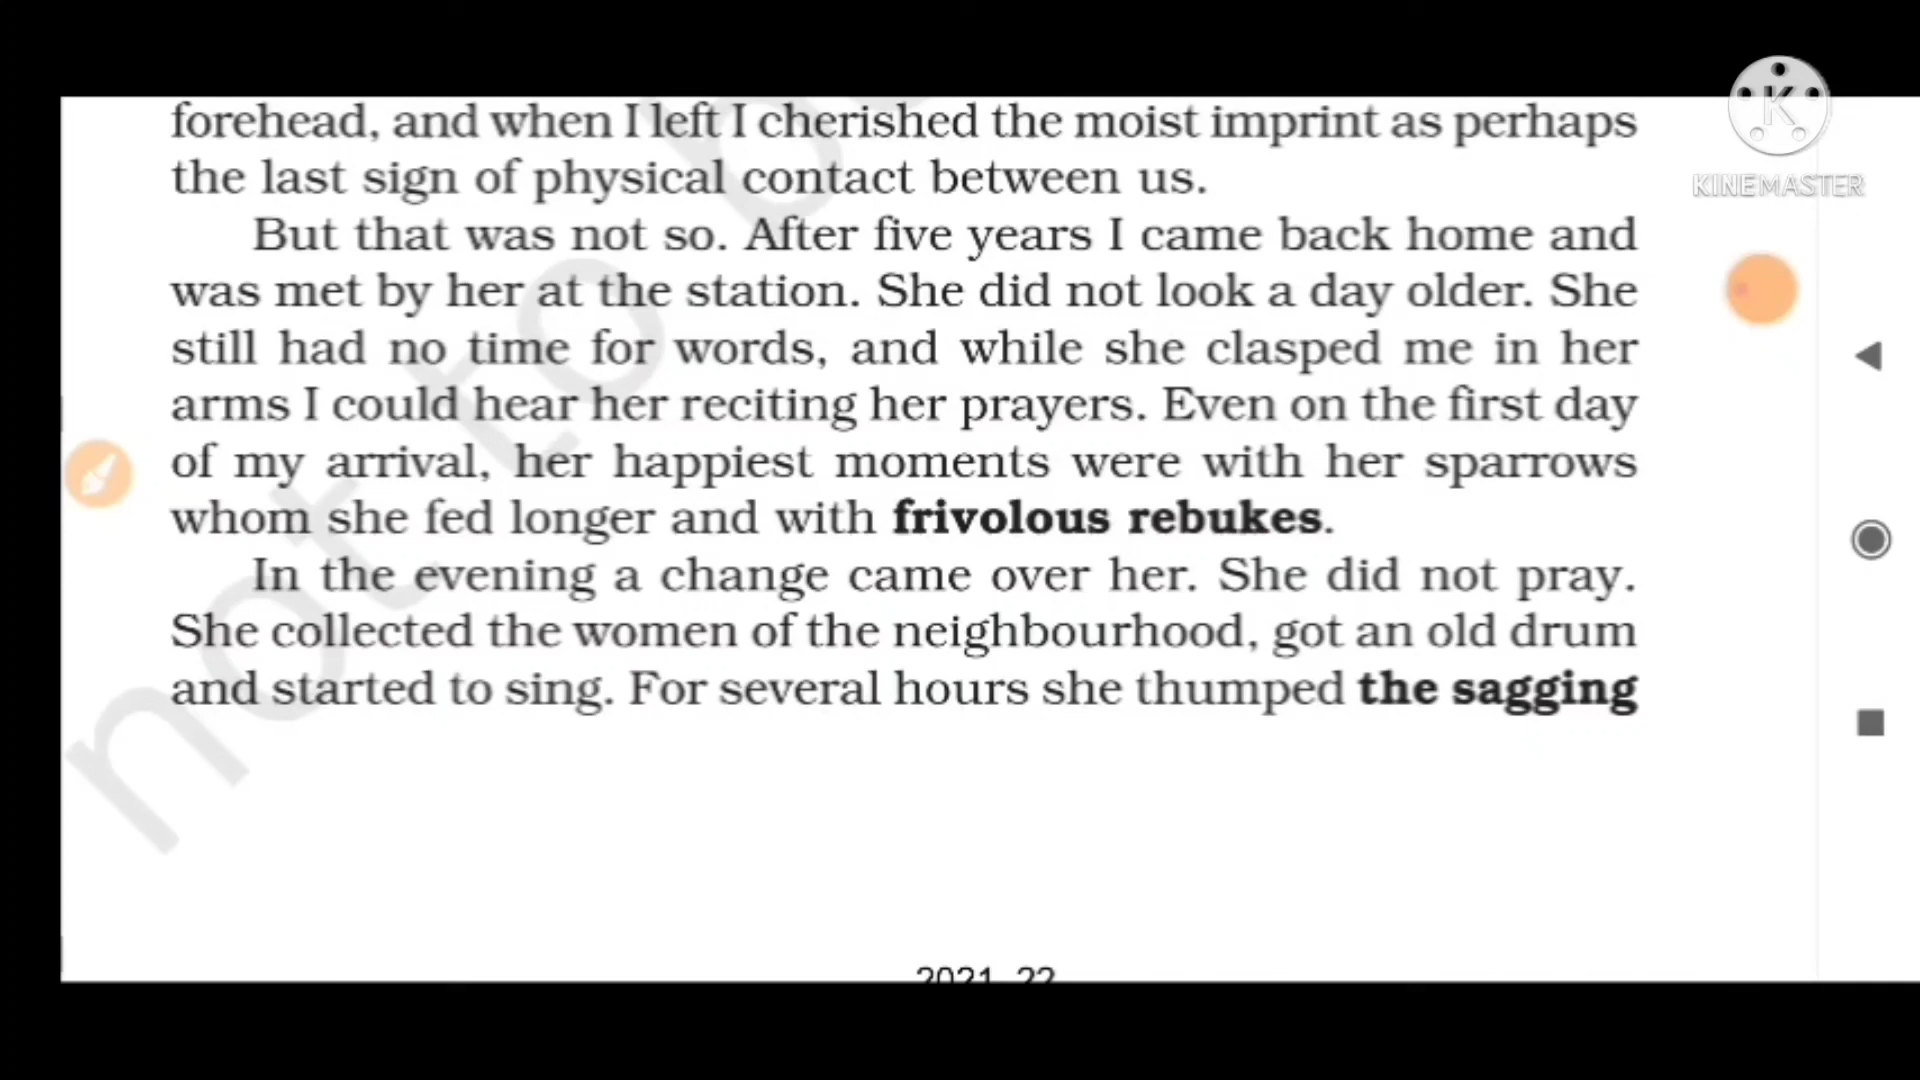 forehead, and when I left I cherished the moist imprint as perhaps
the last sign of physical contact between us.
But that was not so. After five years I came back home and
was met by her at the station. She did not look a day older. She
still had no time for words, and while she clasped me in her
arms I could hear her reciting her prayers. Even on the first day
of my arrival, her happiest moments were with her sparrows
whom she fed longer and with frivolous rebukes.
In the evening a change came over her. She did not pray.
She collected the women of the neighbourhood, got an old drum
and started to sing. For several hours she thumped the sagging
2021-22
K
KINEMASTER
not to b